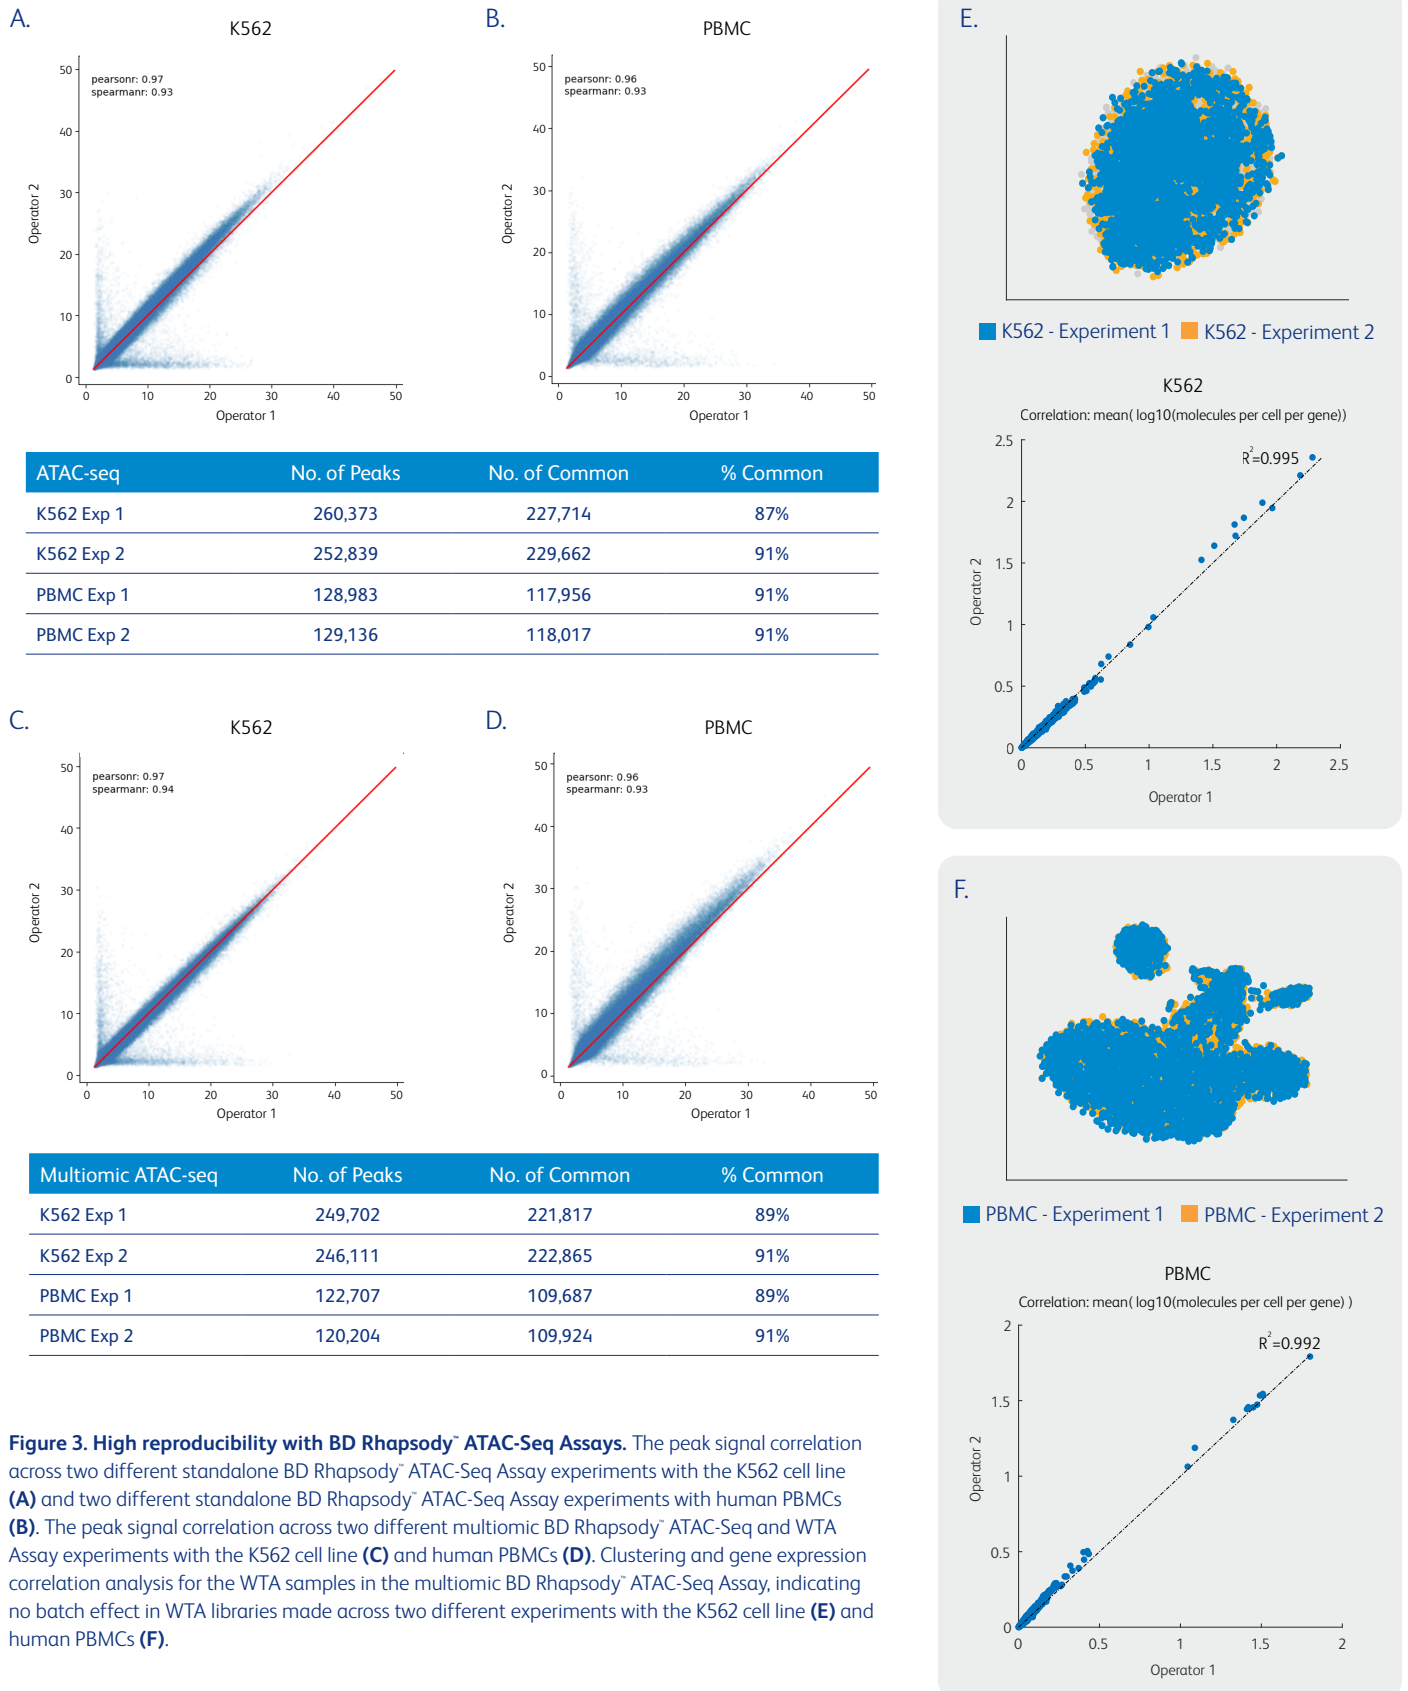 A.
K562
pearsonr: 0.97
spearmanr: 0.93
50
40
30
20
10
0
Operator 2
0 10 20 30 40 50
Operator 1
B.
PBMC
pearsonr: 0.96
spearmanr: 0.93
50
40
30
20
10
0
Operator 2
0 10 20 30 40 50
Operator 1
ATAC-seq No. of Peaks No. of Common % Common
K562 Exp 1 260,373 227,714 87%
K562 Exp 2 252,839 229,662 91%
PBMC Exp 1 128,983 117,956 91%
PBMC Exp 2 129,136 118,017 91%
C.
K562
pearsonr: 0.97
spearmanr: 0.94
50
40
30
20
10
0
Operator 2
0 10 20 30 40 50
Operator 1
D.
PBMC
pearsonr: 0.96
spearmanr: 0.93
50
40
30
20
10
0
Operator 2
0 10 20 30 40 50
Operator 1
Multiomic ATAC-seq No. of Peaks No. of Common % Common
K562 Exp 1 249,702 221,817 89%
K562 Exp 2 246,111 222,865 91%
PBMC Exp 1 122,707 109,687 89%
PBMC Exp 2 120,204 109,924 91%
Figure 3. High reproducibility with BD Rhapsody™ ATAC-Seq Assays. The peak signal correlation
across two different standalone BD Rhapsody™ ATAC-Seq Assay experiments with the K562 cell line
(A) and two different standalone BD Rhapsody™ ATAC-Seq Assay experiments with human PBMCs
(B). The peak signal correlation across two different multiomic BD Rhapsody™ ATAC-Seq and WTA
Assay experiments with the K562 cell line (C) and human PBMCs (D). Clustering and gene expression
correlation analysis for the WTA samples in the multiomic BD Rhapsody™ ATAC-Seq Assay, indicating
no batch effect in WTA libraries made across two different experiments with the K562 cell line (E) and
human PBMCs (F).
E.
K562 - Experiment 1 K562 - Experiment 2
K562
Correlation: mean( log10(molecules per cell per gene))
R²=0.995
2.5
2
1.5
1
0.5
0
Operator 2
0 0.5 1 1.5 2 2.5
Operator 1
F.
PBMC - Experiment 1 PBMC - Experiment 2
PBMC
Correlation: mean( log10(molecules per cell per gene) )
R²=0.992
2
1.5
1
0.5
0
Operator 2
0 0.5 1 1.5 2
Operator 1